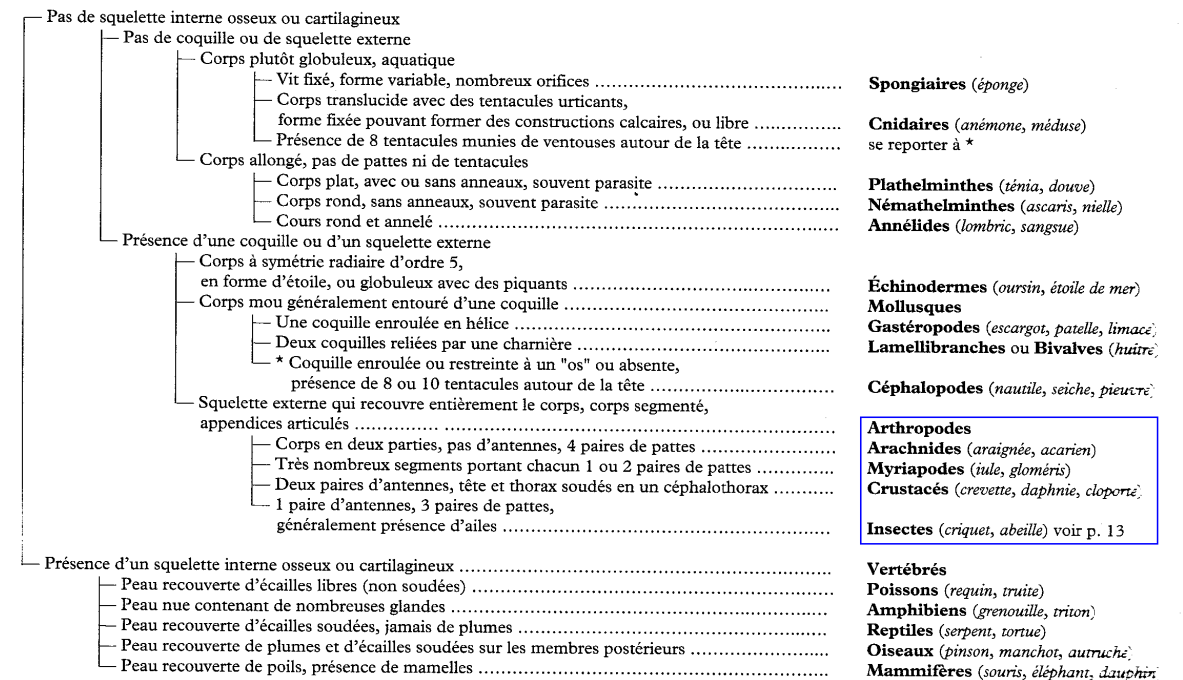 Pas de squelette interne osseux ou cartilagineux
Pas de coquille ou de squelette externe
Corps plutôt globuleux, aquatique
Vit fixé, forme variable, nombreux orifices ........ Spongiaires (éponge)
Corps translucide avec des tentacules urticants,
forme fixée pouvant former des constructions calcaires, ou libre ........ Cnidaires (anémone, méduse)
Présence de 8 tentacules munies de ventouses autour de la tête ........ se reporter à *
Corps allongé, pas de pattes ni de tentacules
Corps plat, avec ou sans anneaux, souvent parasite ........ Plathelminthes (ténia, douve)
Corps rond, sans anneaux, souvent parasite ........ Némathelminthes (ascaris, nielle)
Cours rond et annelé ........ Annélides (lombric, sangsue)
Présence d'une coquille ou d'un squelette externe
Corps à symétrie radiaire d'ordre 5,
en forme d'étoile, ou globuleux avec des piquants ........ Échinodermes (oursin, étoile de mer)
Corps mou généralement entouré d'une coquille ........ Mollusques
Une coquille enroulée en hélice ........ Gastéropodes (escargot, patelle, limace)
Deux coquilles reliées par une charnière ........ Lamellibranches ou Bivalves (huître)
* Coquille enroulée ou restreinte à un "os" ou absente,
présence de 8 ou 10 tentacules autour de la tête ........ Céphalopodes (nautile, seiche, pieuvre)
Squelette externe qui recouvre entièrement le corps, corps segmenté,
appendices articulés ........ Arthropodes
Corps en deux parties, pas d'antennes, 4 paires de pattes ........ Arachnides (araignée, acarien)
Très nombreux segments portant chacun 1 ou 2 paires de pattes ........ Myriapodes (iule, gloméris)
Deux paires d'antennes, tête et thorax soudés en un céphalothorax ........ Crustacés (crevette, daphnie, cloporte)
1 paire d'antennes, 3 paires de pattes,
généralement présence d'ailes ........ Insectes (criquet, abeille) voir p. 13
Présence d'un squelette interne osseux ou cartilagineux ........ Vertébrés
Peau recouverte d'écailles libres (non soudées) ........ Poissons (requin, truite)
Peau nue contenant de nombreuses glandes ........ Amphibiens (grenouille, triton)
Peau recouverte d'écailles soudées, jamais de plumes ........ Reptiles (serpent, tortue)
Peau recouverte de plumes et d'écailles soudées sur les membres postérieurs ........ Oiseaux (pinson, manchot, autruche)
Peau recouverte de poils, présence de mamelles ........ Mammifères (souris, éléphant, dauphin